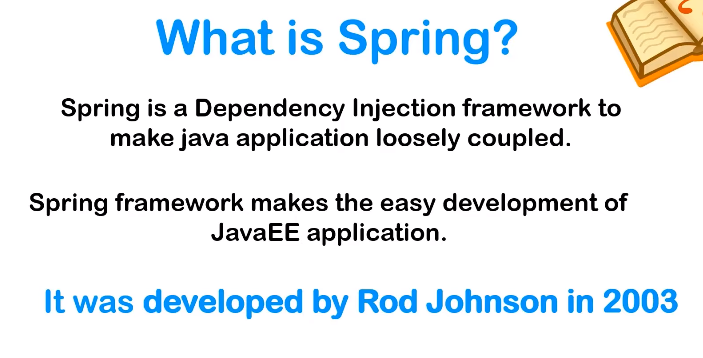 What is Spring?
Spring is a Dependency Injection framework to
make java application loosely coupled.
Spring framework makes the easy development of
JavaEE application.
It was developed by Rod Johnson in 2003